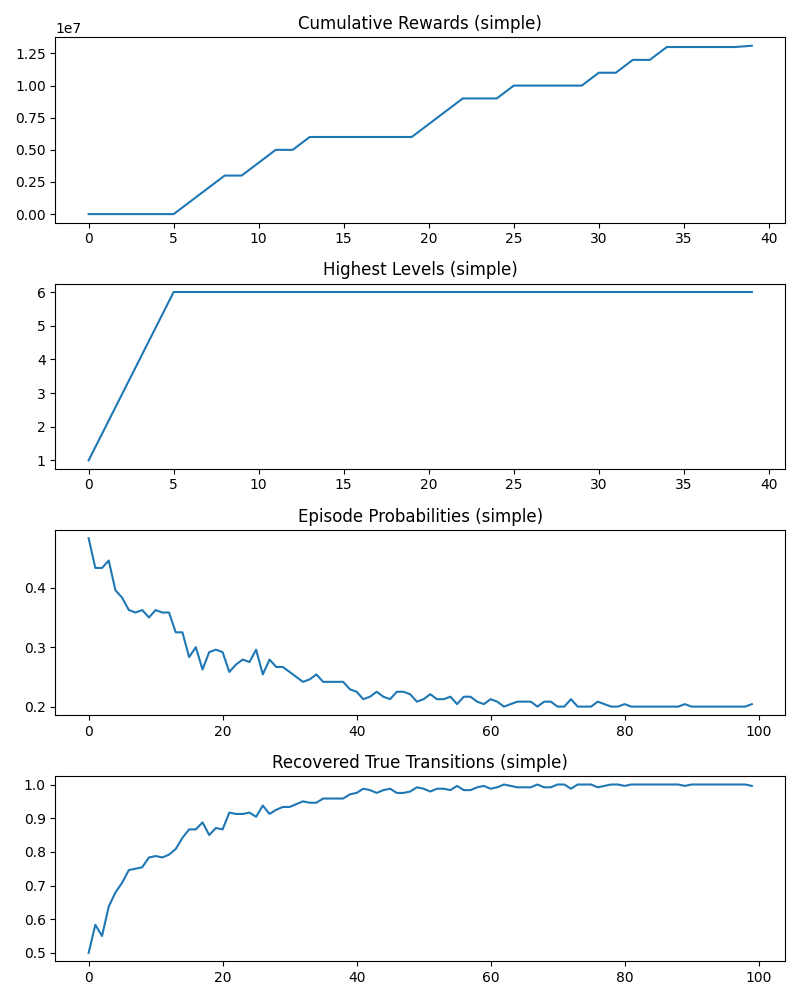 Cumulative Rewards (simple)
1e7
1.25
1.00
0.75
0.50
0.25
0.00
0 5 10 15 20 25 30 35 40
Highest Levels (simple)
6
5
4
3
2
1
0 5 10 15 20 25 30 35 40
Episode Probabilities (simple)
0.4
0.3
0.2
0 20 40 60 80 100
Recovered True Transitions (simple)
1.0
0.9
0.8
0.7
0.6
0.5
0 20 40 60 80 100